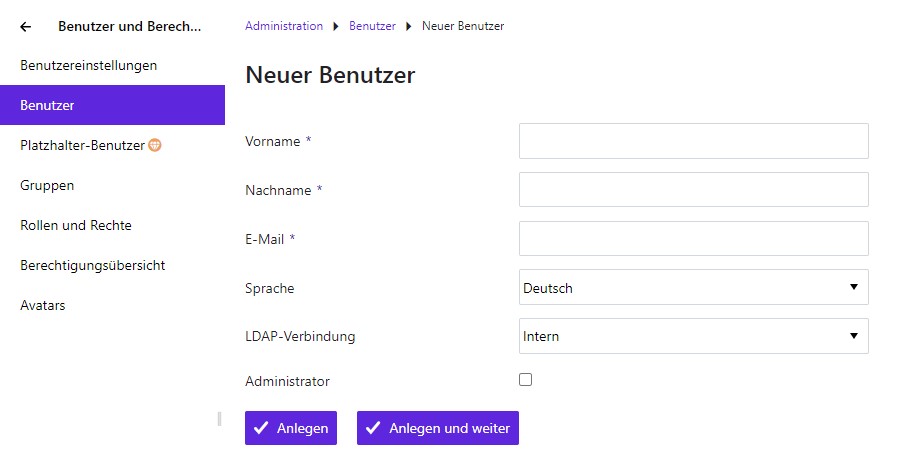 Benutzer und Berech...
Benutzereinstellungen
Benutzer
Platzhalter-Benutzer
Gruppen
Rollen und Rechte
Berechtigungsübersicht
Avatars
Administration Benutzer Neuer Benutzer
Neuer Benutzer
Vorname *
Nachname *
E-Mail *
Sprache Deutsch
LDAP-Verbindung Intern
Administrator
Anlegen Anlegen und weiter